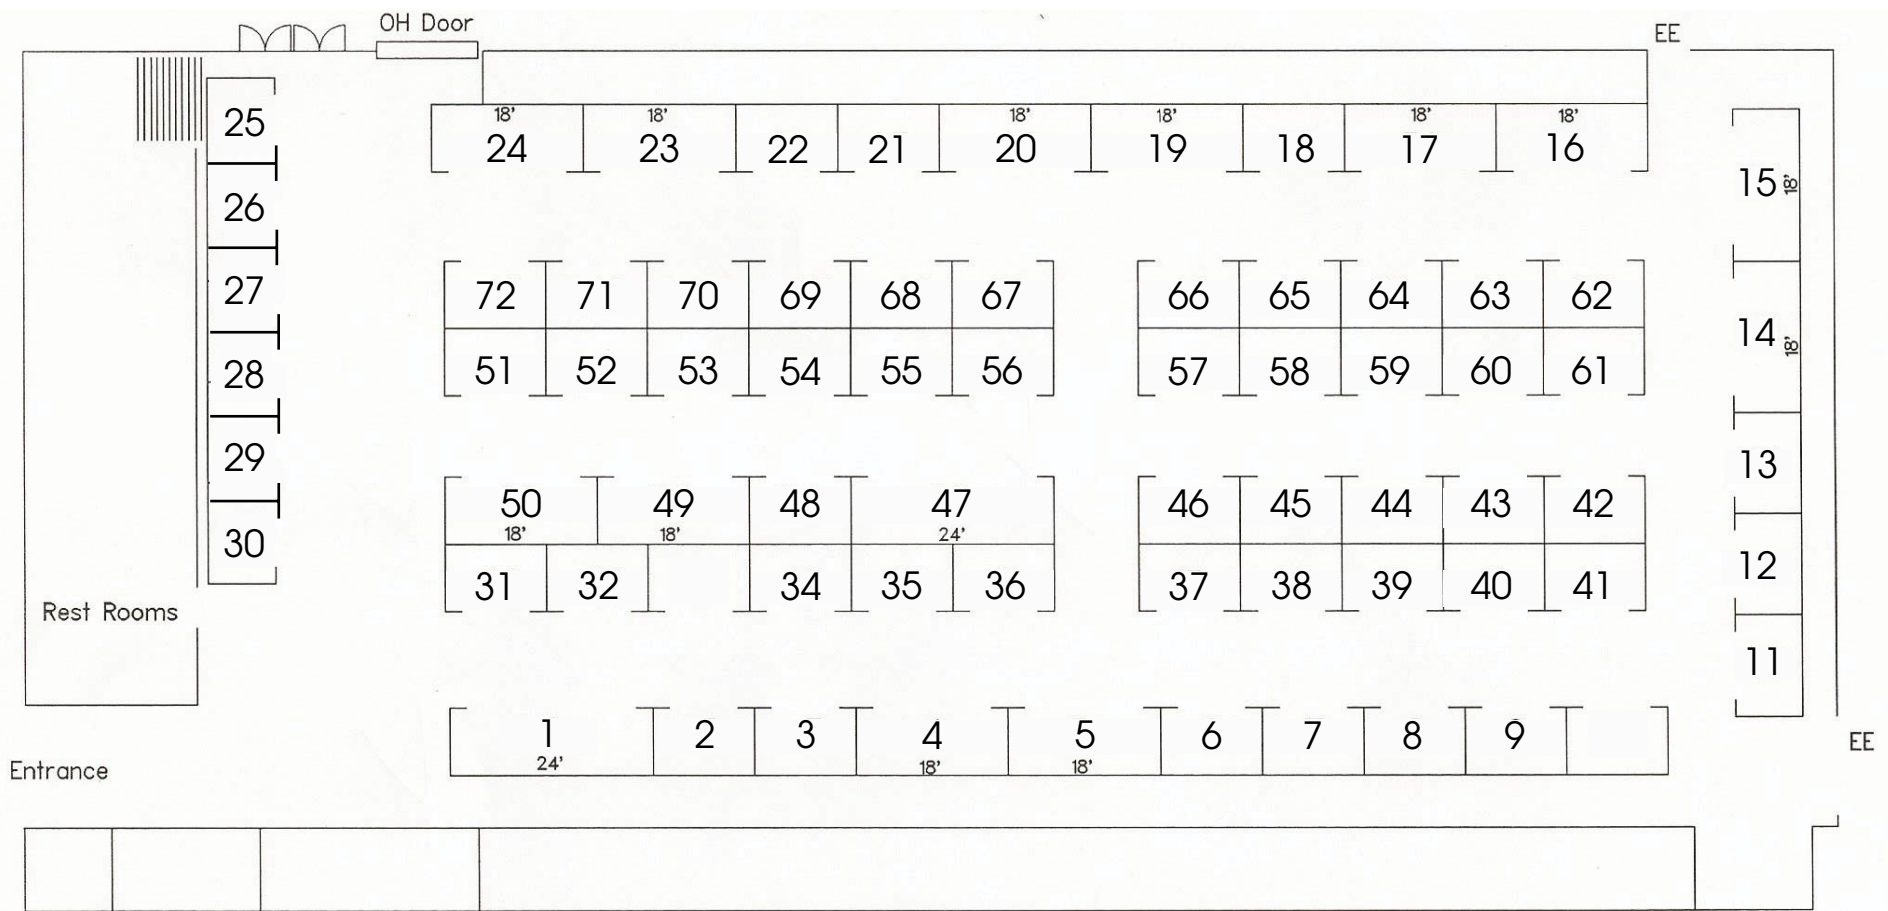 OH Door
EE
25
26
27
28
29
30
18' 18' 18' 18' 18' 18'
24 23 22 21 20 19 18 17 16
15 18'
14 18'
13
12
11
72 71 70 69 68 67
51 52 53 54 55 56
66 65 64 63 62
57 58 59 60 61
50 49 48 47
18' 18' 24'
31 32 34 35 36
46 45 44 43 42
37 38 39 40 41
Rest Rooms
1 2 3 4 5 6 7 8 9
24' 18' 18'
Entrance
EE